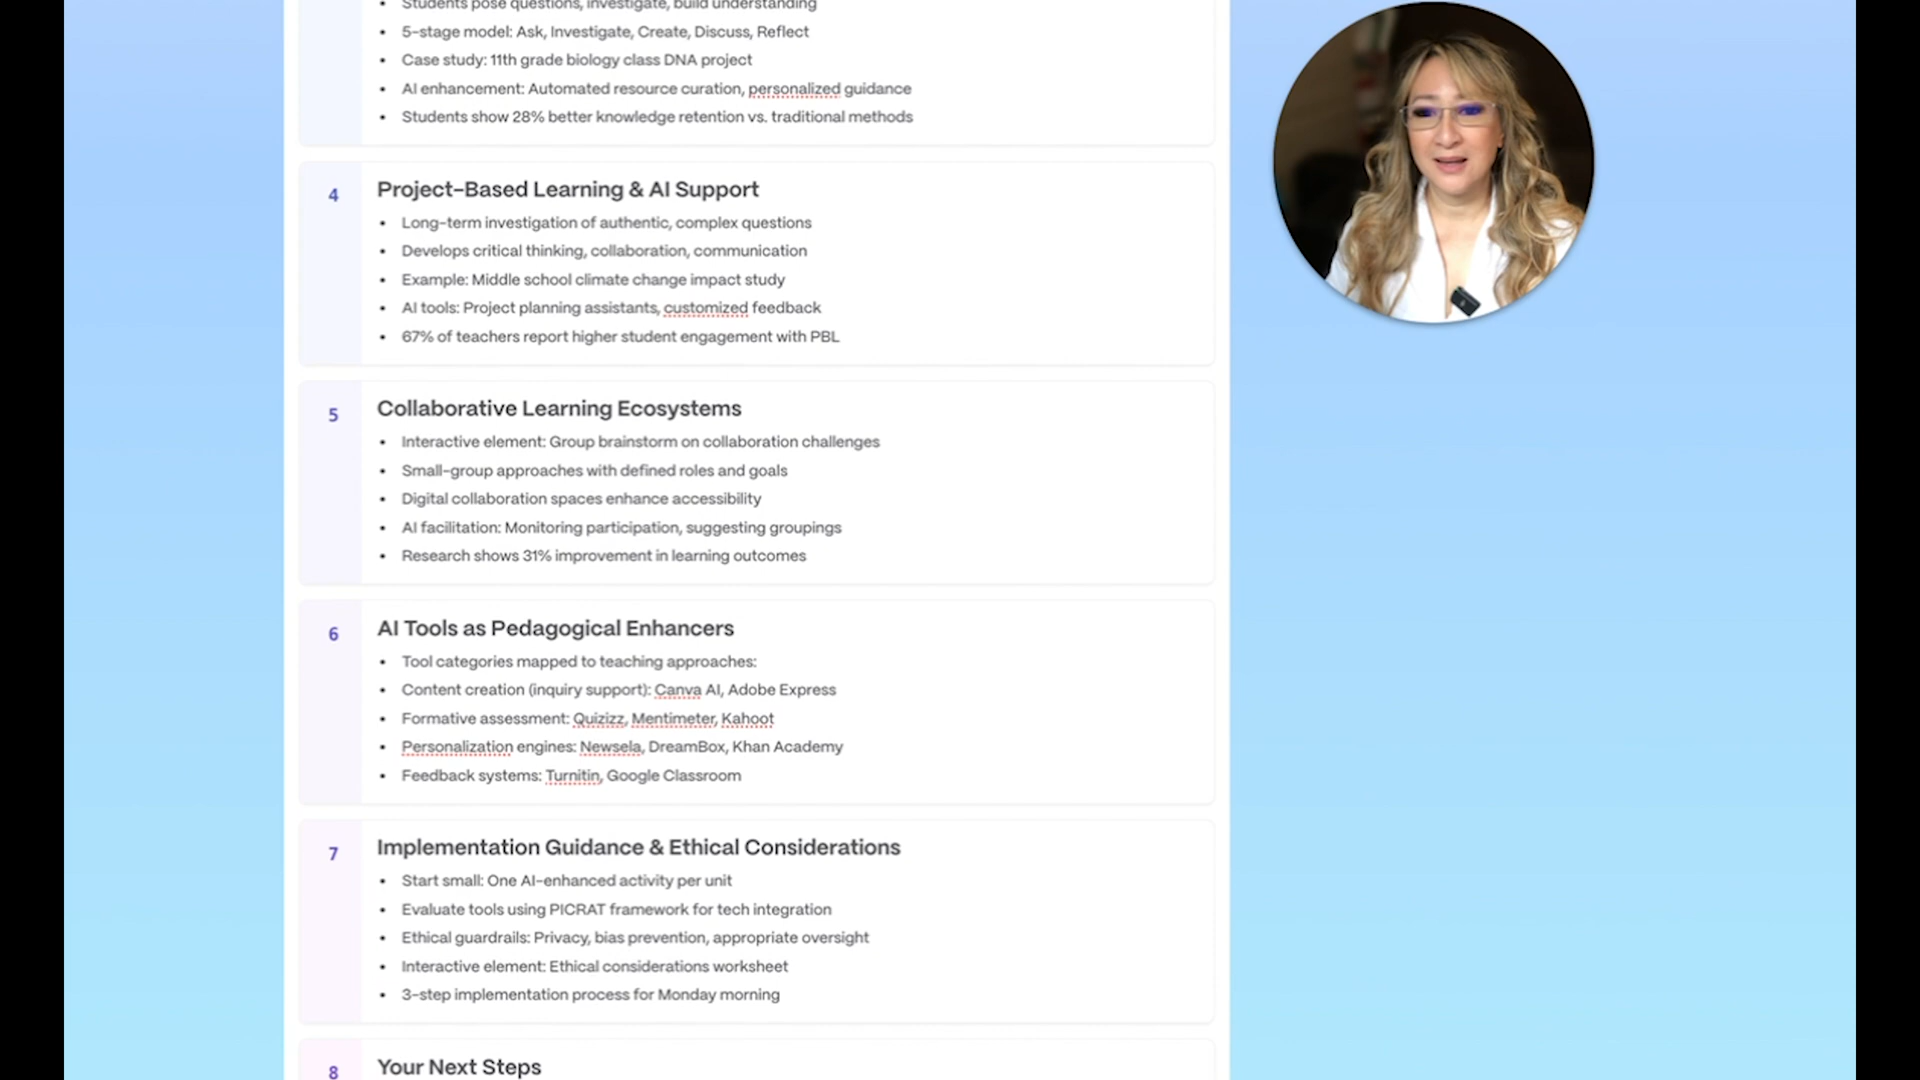 Students pose questions, investigate, build understanding
5-stage model: Ask, Investigate, Create, Discuss, Reflect
Case study: 11th grade biology class DNA project
AI enhancement: Automated resource curation, personalized guidance
Students show 28% better knowledge retention vs. traditional methods
4
Project-Based Learning & AI Support
Long-term investigation of authentic, complex questions
Develops critical thinking, collaboration, communication
Example: Middle school climate change impact study
AI tools: Project planning assistants, customized feedback
67% of teachers report higher student engagement with PBL
5
Collaborative Learning Ecosystems
Interactive element: Group brainstorm on collaboration challenges
Small-group approaches with defined roles and goals
Digital collaboration spaces enhance accessibility
AI facilitation: Monitoring participation, suggesting groupings
Research shows 31% improvement in learning outcomes
6
AI Tools as Pedagogical Enhancers
Tool categories mapped to teaching approaches:
Content creation (inquiry support): Canva AI, Adobe Express
Formative assessment: Quizizz, Mentimeter, Kahoot
Personalization engines: Newsela, DreamBox, Khan Academy
Feedback systems: Turnitin, Google Classroom
7
Implementation Guidance & Ethical Considerations
Start small: One AI-enhanced activity per unit
Evaluate tools using PICRAT framework for tech integration
Ethical guardrails: Privacy, bias prevention, appropriate oversight
Interactive element: Ethical considerations worksheet
3-step implementation process for Monday morning
8
Your Next Steps